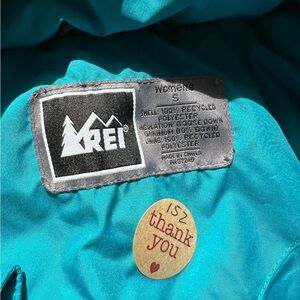 REI®
Women's
S
SHELL: 100% RECYCLED
POLYESTER
INSULATION: GOOSE DOWN
(MINIMUM 80% DOWN)
LINING: 100% RECYCLED
POLYESTER
MADE IN CHINA
152
thank
you